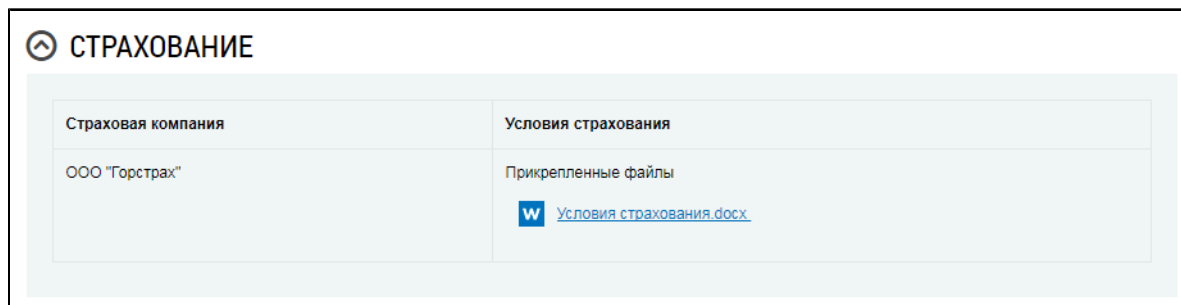 СТРАХОВАНИЕ
Страховая компания
Условия страхования
ООО "Горстрах"
Прикрепленные файлы
W Условия страхования.docx